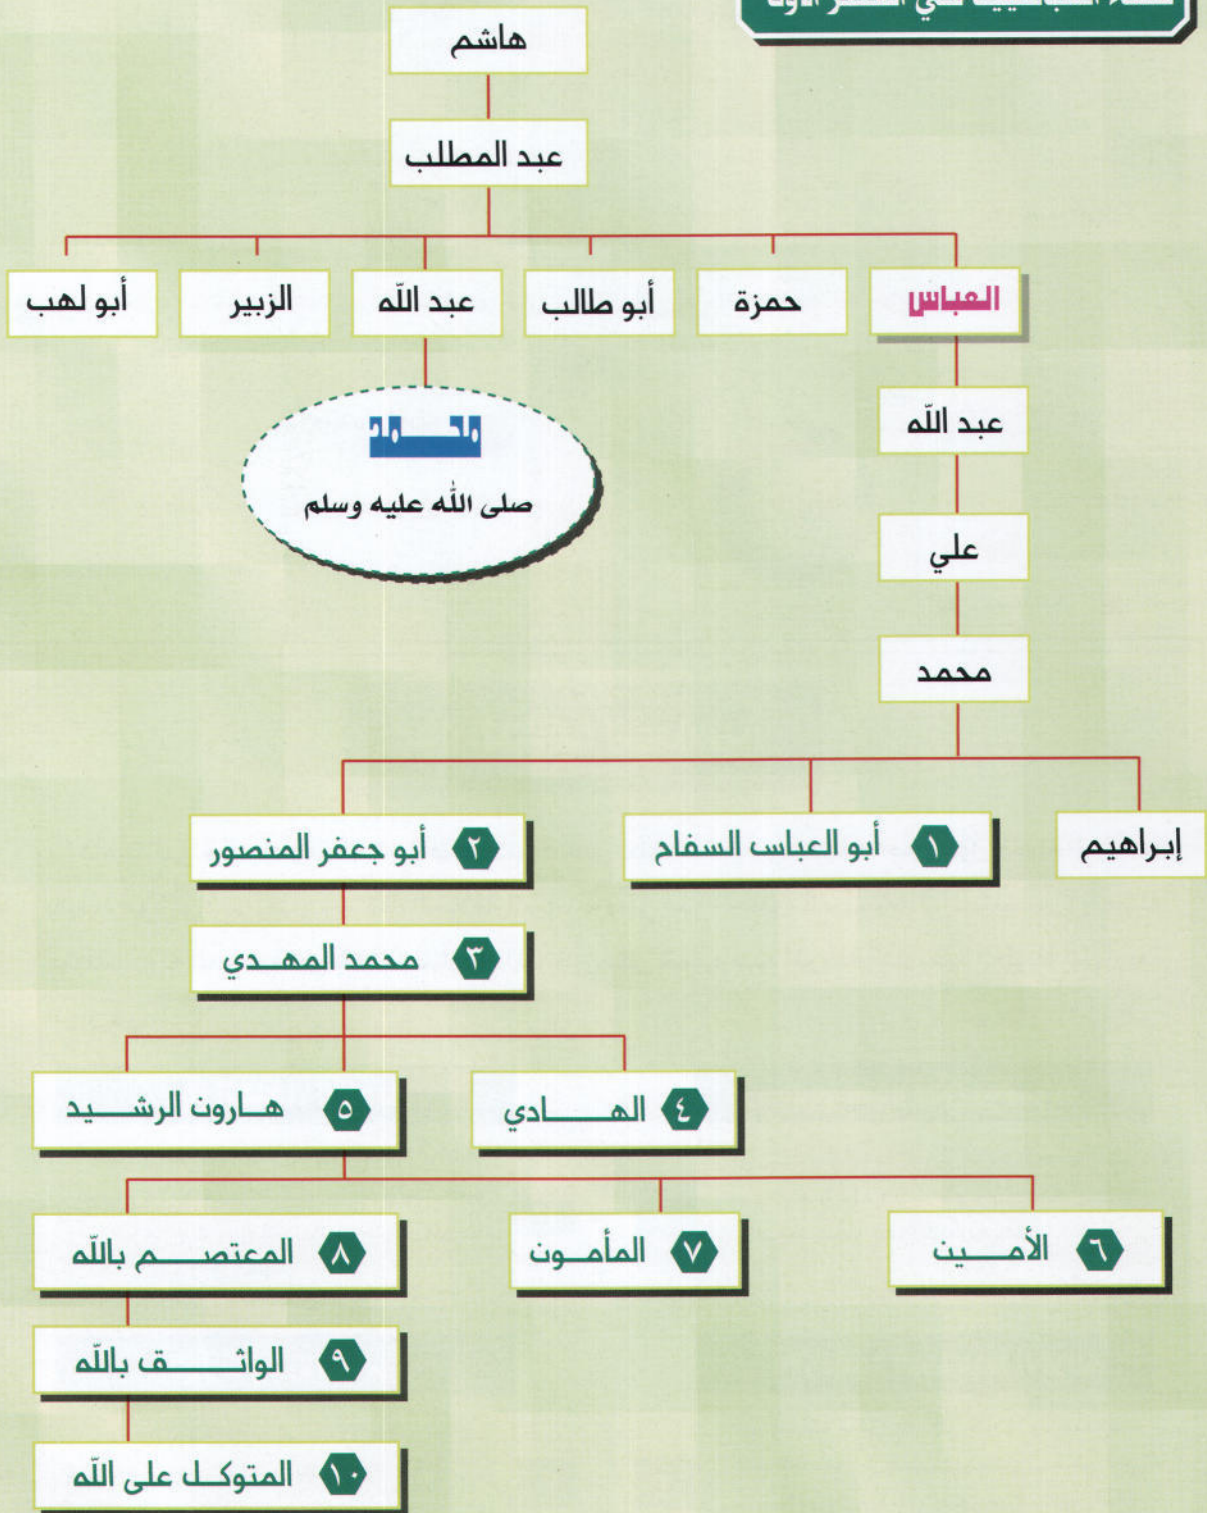 هاشم
عبد المطلب
العباس
حمزة
أبو طالب
عبد الله
الزبير
أبو لهب
محمد
صلى الله عليه وسلم
عبد الله
علي
محمد
إبراهيم
١ أبو العباس السفاح
٢ أبو جعفر المنصور
٣ محمد المهدي
٤ الهادي
٥ هارون الرشيد
٦ الأمين
٧ المأمون
٨ المعتصم بالله
٩ الواثق بالله
١٠ المتوكل على الله